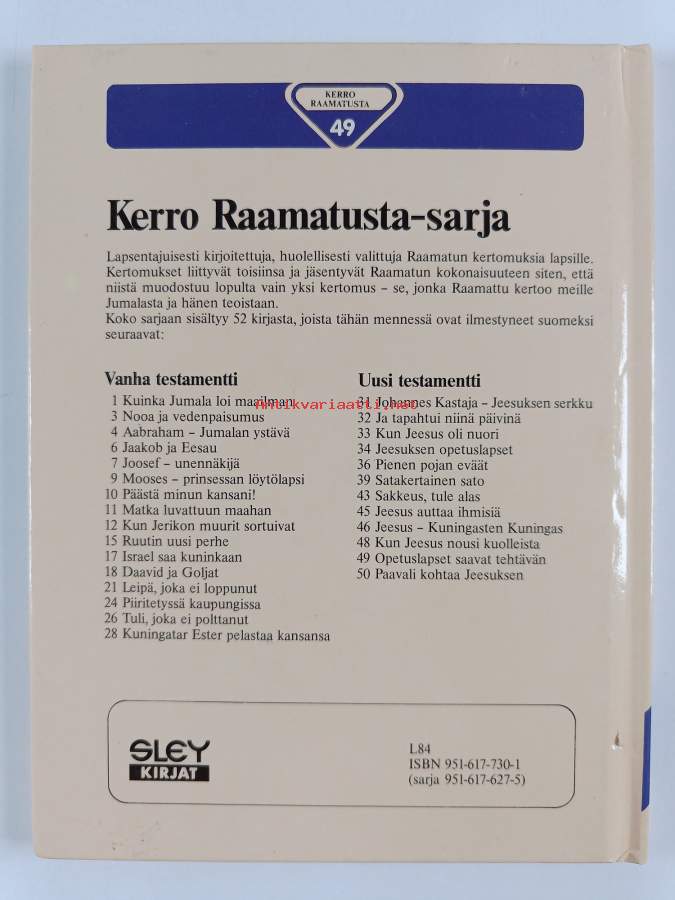 KERRO
RAAMATUSTA
49
Kerro Raamatusta-sarja
Lapsentajuisesti kirjoitettuja, huolellisesti valittuja Raamatun kertomuksia lapsille.
Kertomukset liittyvät toisiinsa ja jäsentyvät Raamatun kokonaisuuteen siten, että
niistä muodostuu lopulta vain yksi kertomus – se, jonka Raamattu kertoo meille
Jumalasta ja hänen teoistaan.
Koko sarjaan sisältyy 52 kirjasta, joista tähän mennessä ovat ilmestyneet suomeksi
seuraavat:
Vanha testamentti
1 Kuinka Jumala loi maailman
3 Nooa ja vedenpaisumus
4 Aabraham – Jumalan ystävä
6 Jaakob ja Eesau
7 Joosef – unennäkijä
9 Mooses – prinsessan löytölapsi
10 Päästä minun kansani!
11 Matka luvattuun maahan
12 Kun Jerikon muurit sortuivat
15 Ruutin uusi perhe
17 Israel saa kuninkaan
18 Daavid ja Goljat
21 Leipä, joka ei loppunut
24 Piiritetyssä kaupungissa
26 Tuli, joka ei polttanut
28 Kuningatar Ester pelastaa kansansa
Uusi testamentti
31 Johannes Kastaja – Jeesuksen serkku
32 Ja tapahtui niinä päivinä
33 Kun Jeesus oli nuori
34 Jeesuksen opetuslapset
36 Pienen pojan eväät
39 Satakertainen sato
43 Sakkeus, tule alas
45 Jeesus auttaa ihmisiä
46 Jeesus – Kuningasten Kuningas
48 Kun Jeesus nousi kuolleista
49 Opetuslapset saavat tehtävän
50 Paavali kohtaa Jeesuksen
Antikvariaatti.net
SLEY
KIRJAT
L84
ISBN 951-617-730-1
(sarja 951-617-627-5)